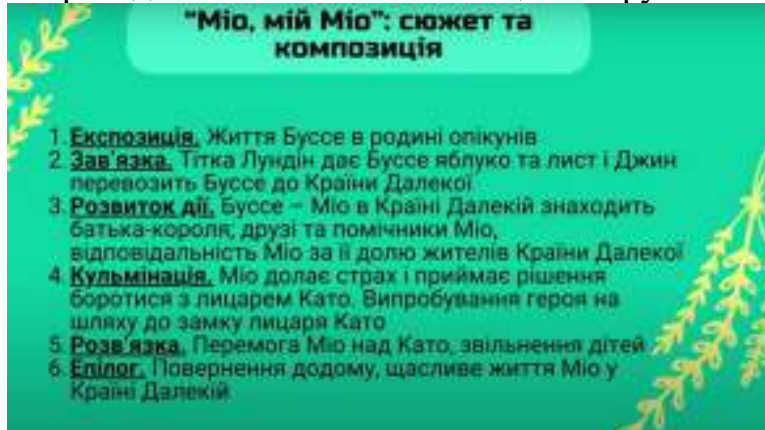 "Міо, мій Міо": сюжет та
композиція
1. Експозиція. Життя Буссе в родині опікунів
2. Зав'язка. Тітка Лундін дає Буссе яблуко та лист і Джин
перевозить Буссе до Країни Далекої
3. Розвиток дії. Буссе – Міо в Країні Далекій знаходить
батька-короля; друзі та помічники Міо,
відповідальність Міо за її долю жителів Країни Далекої
4. Кульмінація. Міо долає страх і приймає рішення
боротися з лицарем Като. Випробування героя на
шляху до замку лицаря Като
5. Розв'язка. Перемога Міо над Като, звільнення дітей
6. Епілог. Повернення додому, щасливе життя Міо у
Країні Далекій